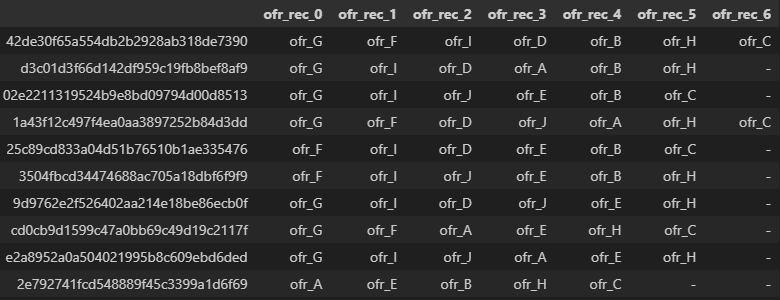 ofr_rec_0 ofr_rec_1 ofr_rec_2 ofr_rec_3 ofr_rec_4 ofr_rec_5 ofr_rec_6
42de30f65a554db2b2928ab318de7390 ofr_G ofr_F ofr_I ofr_D ofr_B ofr_H ofr_C
d3c01d3f66d142df959c19fb8bef8af9 ofr_G ofr_I ofr_D ofr_A ofr_B ofr_H -
02e2211319524b9e8bd09794d00d8513 ofr_G ofr_I ofr_J ofr_E ofr_B ofr_C -
1a43f12c497f4ea0aa3897252b84d3dd ofr_G ofr_F ofr_D ofr_J ofr_A ofr_H ofr_C
25c89cd833a04d51b76510b1ae335476 ofr_F ofr_I ofr_D ofr_E ofr_B ofr_C -
3504fbcd34474688ac705a18dbf6f9f9 ofr_F ofr_I ofr_J ofr_E ofr_B ofr_H -
9d9762e2f526402aa214e18be86ecb0f ofr_G ofr_I ofr_D ofr_J ofr_E ofr_H -
cd0cb9d1599c47a0bb69c49d19c2117f ofr_G ofr_F ofr_A ofr_E ofr_H ofr_C -
e2a8952a0a504021995b8c609ebd6ded ofr_G ofr_I ofr_J ofr_A ofr_E ofr_H -
2e792741fcd548889f45c3399a1d6f69 ofr_A ofr_E ofr_B ofr_H ofr_C - -